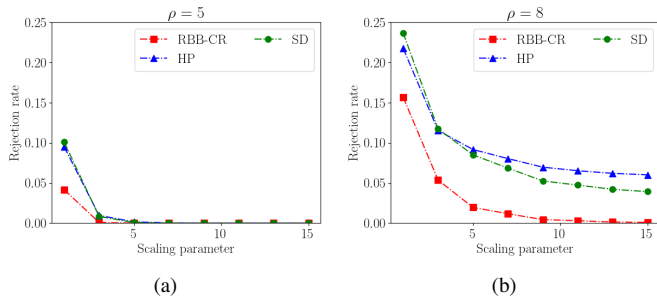 ρ = 5
0.25
0.20
0.15
0.10
0.05
0.00
Rejection rate
RBB-CR
HP
SD
5
10
15
Scaling parameter
(a)
ρ = 8
0.25
0.20
0.15
0.10
0.05
0.00
Rejection rate
RBB-CR
HP
SD
5
10
15
Scaling parameter
(b)